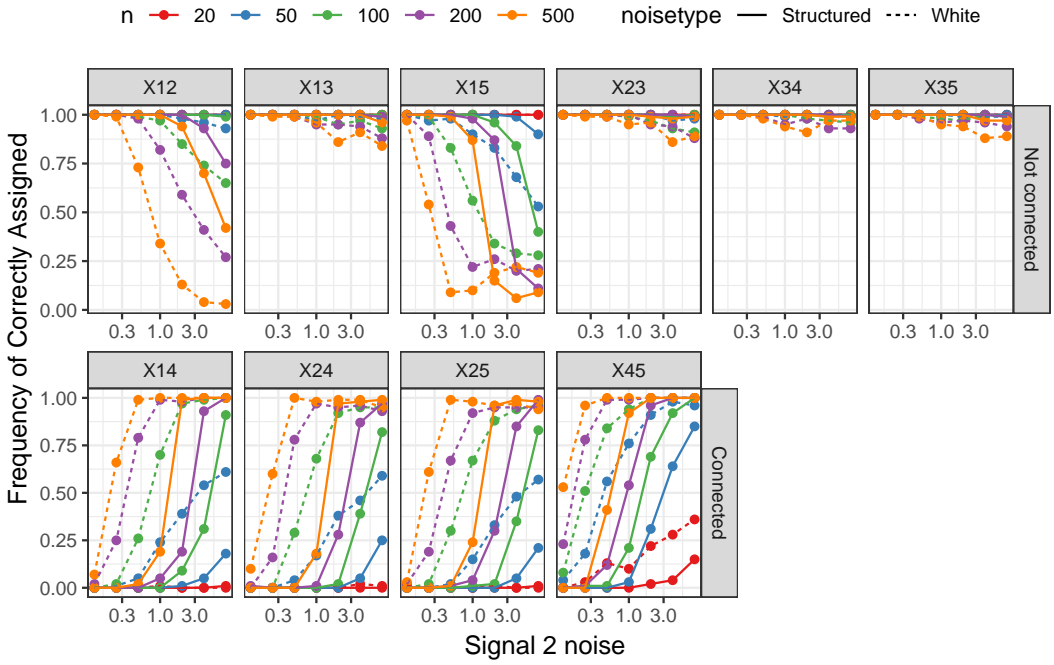 n 20 50 100 200 500 noisetype Structured White
X12 X13 X15 X23 X34 X35
1.00
0.75
0.50
0.25
0.00
Not connected
0.3 1.0 3.0 0.3 1.0 3.0 0.3 1.0 3.0 0.3 1.0 3.0 0.3 1.0 3.0 0.3 1.0 3.0
Frequency of Correctly Assigned
X14 X24 X25 X45
1.00
0.75
0.50
0.25
0.00
Connected
0.3 1.0 3.0 0.3 1.0 3.0 0.3 1.0 3.0 0.3 1.0 3.0
Signal 2 noise